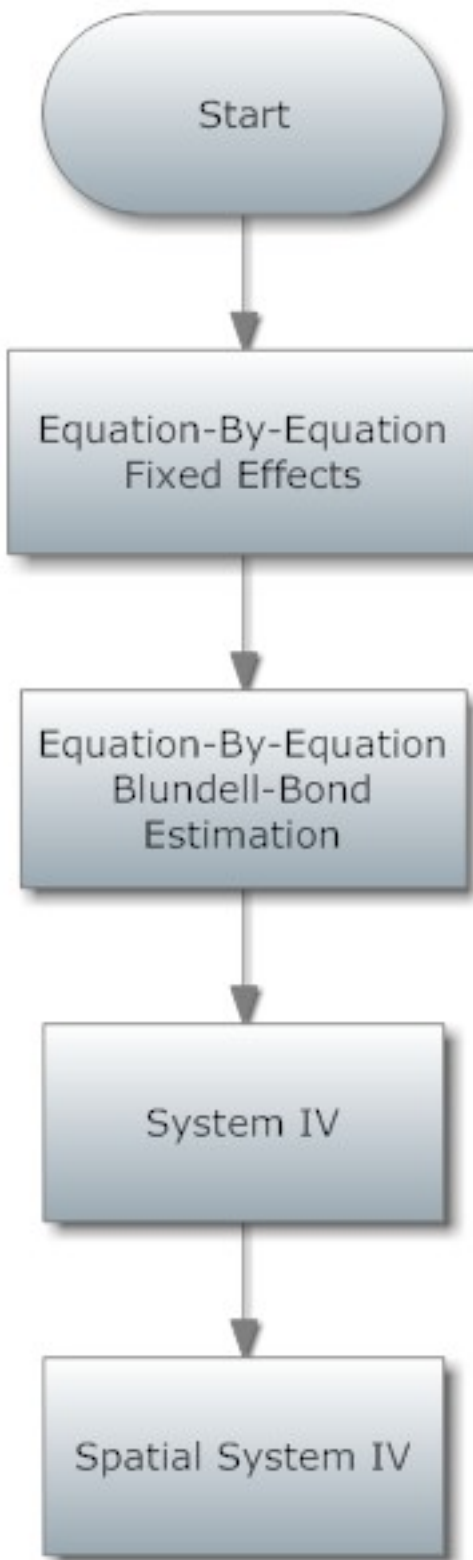 Start
Equation-By-Equation
Fixed Effects
Equation-By-Equation
Blundell-Bond
Estimation
System IV
Spatial System IV